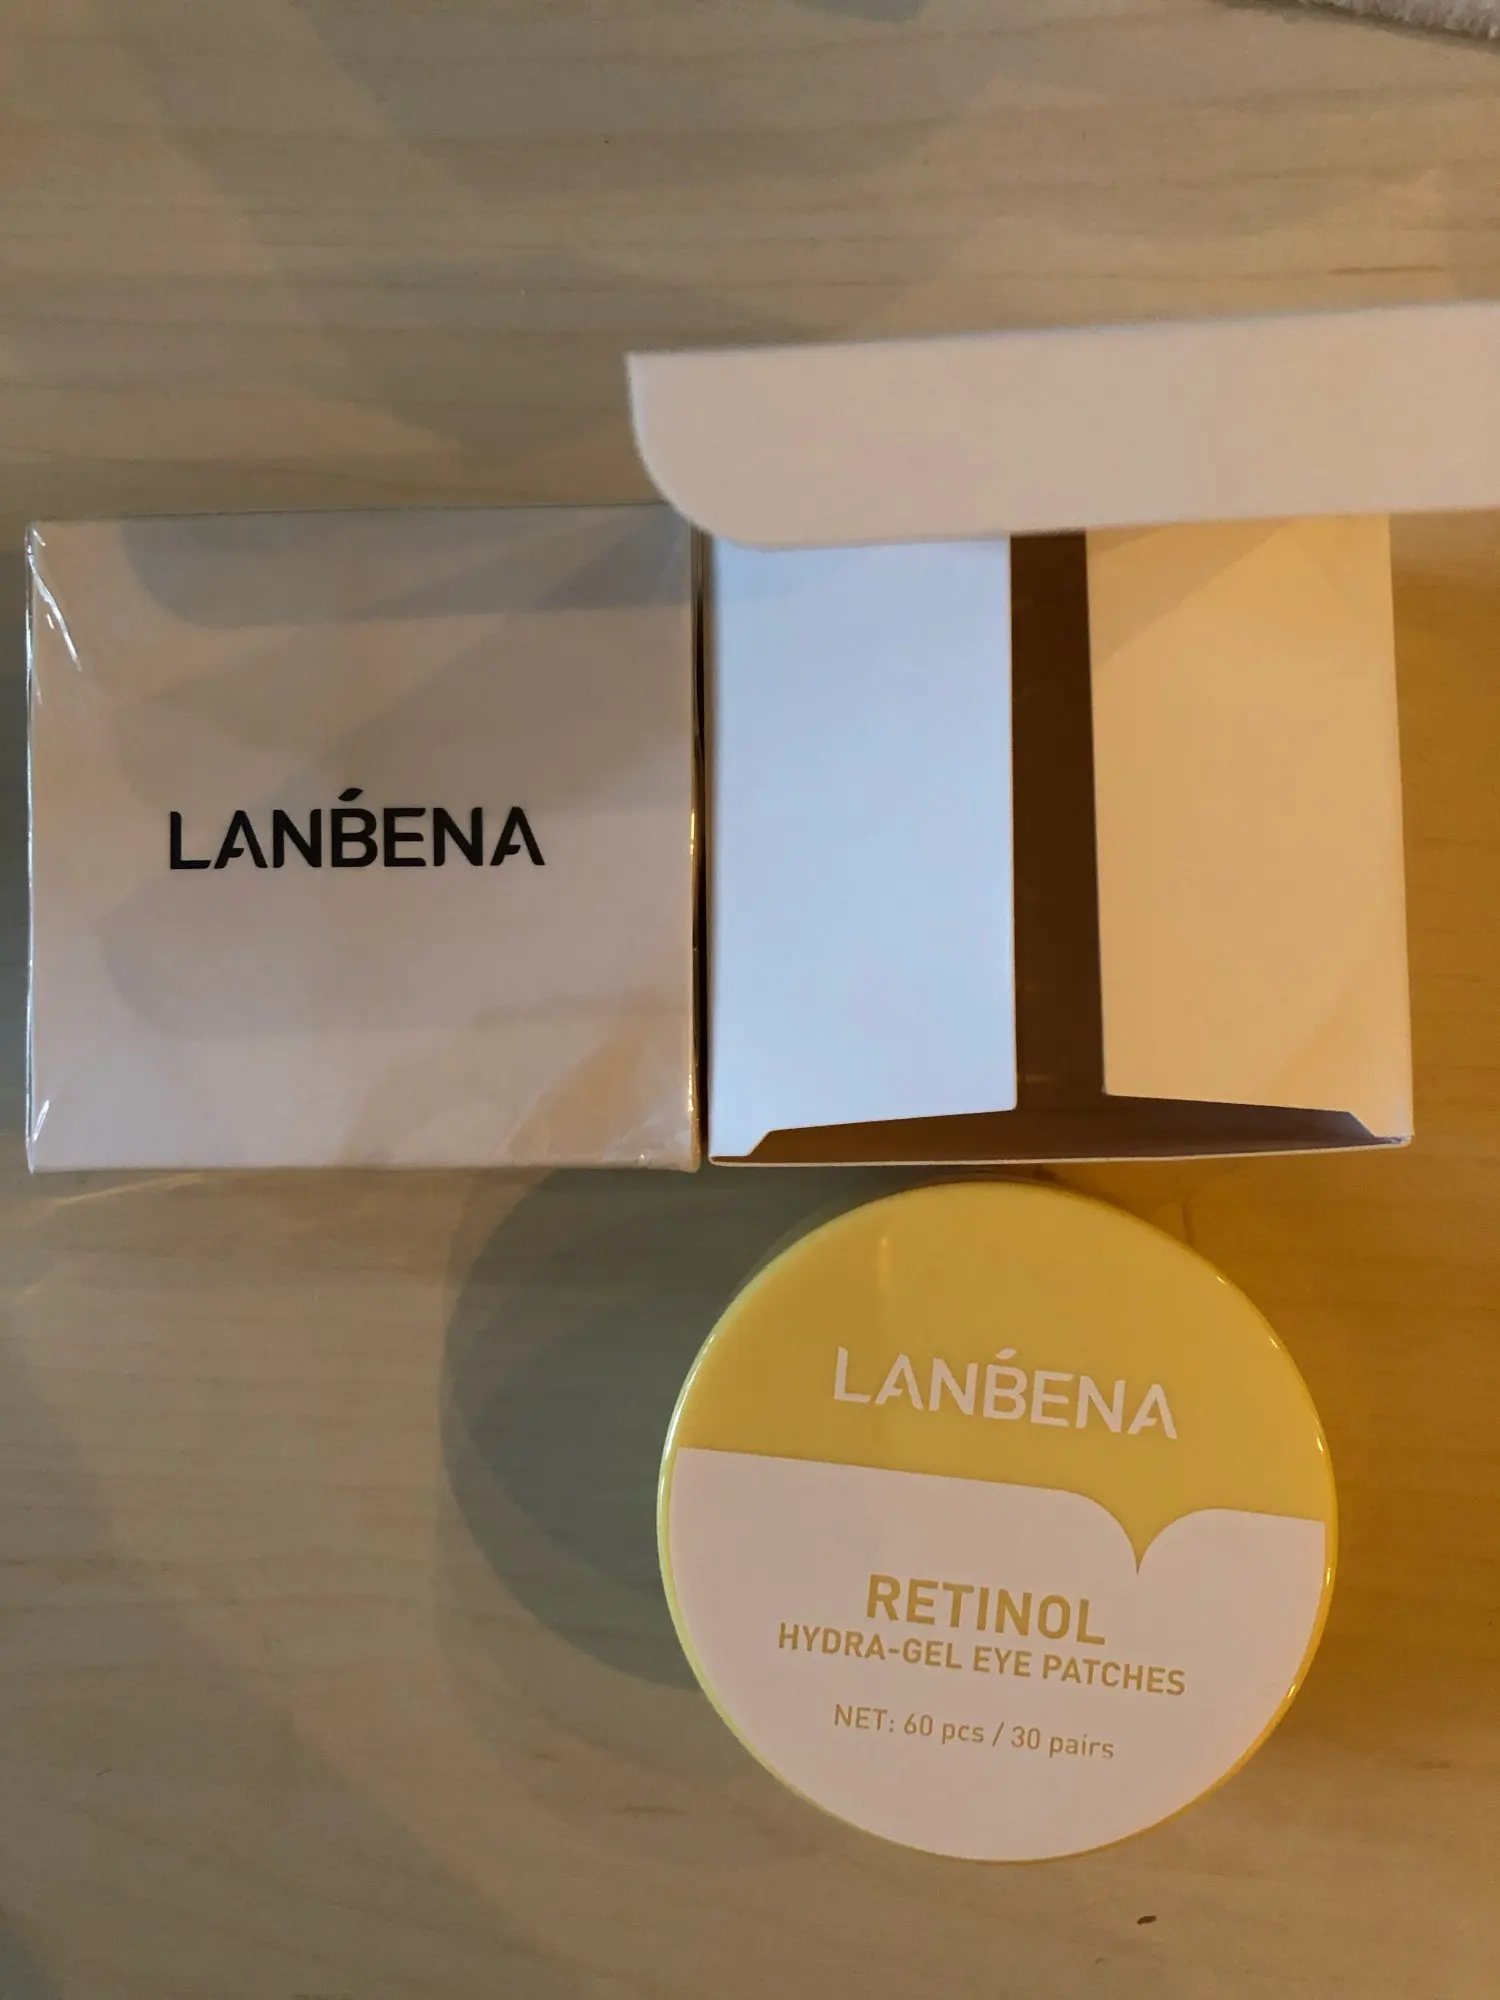 LANBENA
LANBENA
RETINOL
HYDRA-GEL EYE PATCHES
NET: 60 pcs / 30 pairs